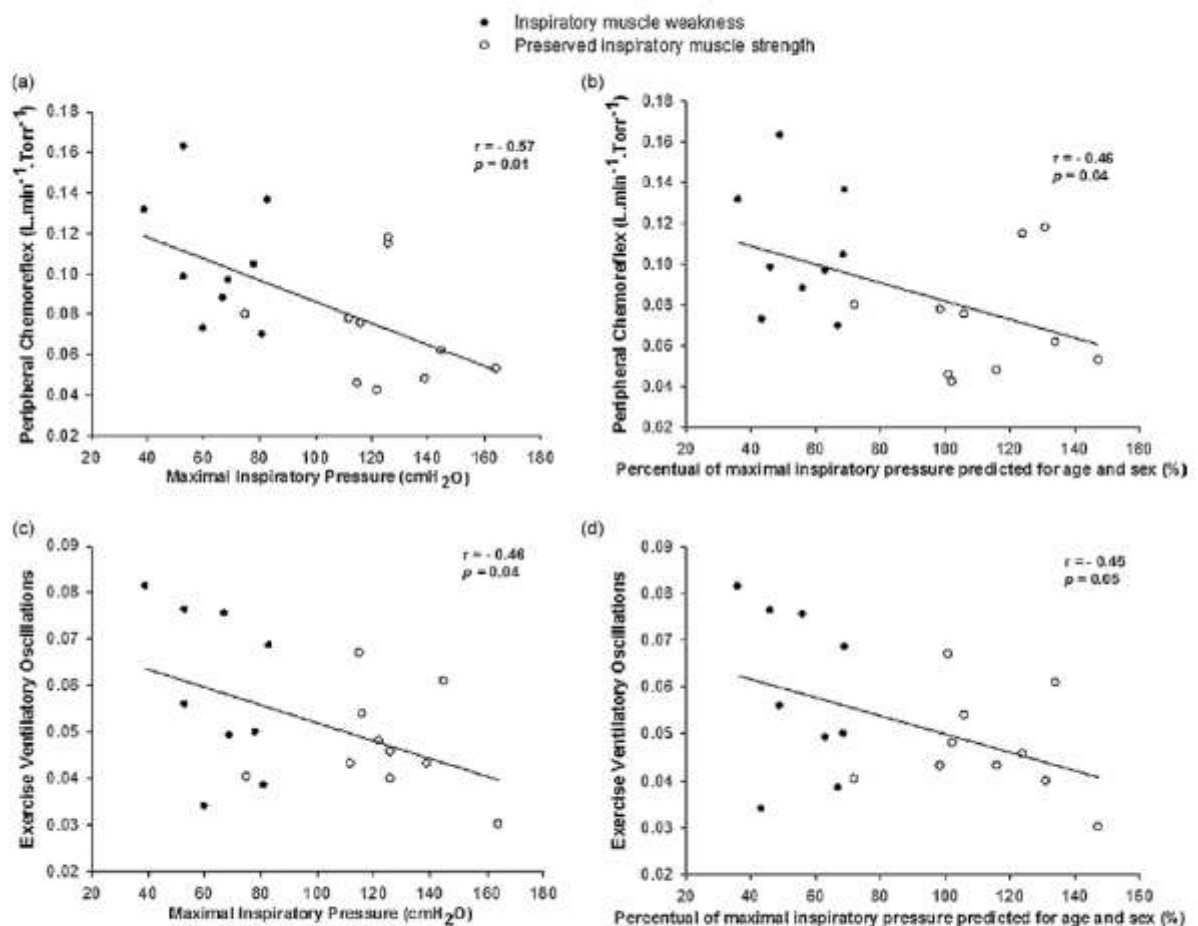 Inspiratory muscle weakness
Preserved inspiratory muscle strength
(a)
Peripheral Chemoreflex (L.min⁻¹.Torr⁻¹)
0.18
0.16
0.14
0.12
0.10
0.08
0.06
0.04
0.02
r = - 0.57
p = 0.01
20 40 60 80 100 120 140 160 180
Maximal Inspiratory Pressure (cmH₂O)
(b)
Peripheral Chemoreflex (L.min⁻¹.Torr⁻¹)
0.18
0.16
0.14
0.12
0.10
0.08
0.06
0.04
0.02
r = - 0.46
p = 0.04
20 40 60 80 100 120 140 160
Percentual of maximal inspiratory pressure predicted for age and sex (%)
(c)
Exercise Ventilatory Oscillations
0.09
0.08
0.07
0.06
0.05
0.04
0.03
0.02
r = - 0.46
p = 0.04
20 40 60 80 100 120 140 160 180
Maximal Inspiratory Pressure (cmH₂O)
(d)
Exercise Ventilatory Oscillations
0.09
0.08
0.07
0.06
0.05
0.04
0.03
0.02
r = - 0.45
p = 0.05
20 40 60 80 100 120 140 160
Percentual of maximal inspiratory pressure predicted for age and sex (%)